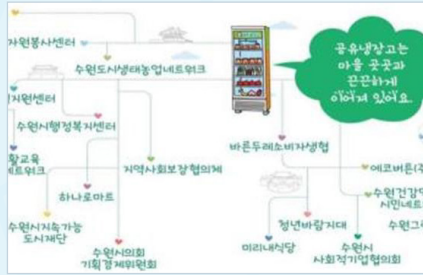 자원봉사센터
수원도시생태농업네트워크
공유냉장고는
마을 곳곳과
끈끈하게
이어져 있어요.
지원센터
수원시행정복지센터
바른두레소비자생협
활교육
네트워크
지역사회보장협의체
에코버튼(주
하나로마트
수원건강
시민네트
수원시지속가능
도시재단
청년바람지대
수원그
수원시의회
기획경제위원회
미리내식당
수원시
사회적기업협의회